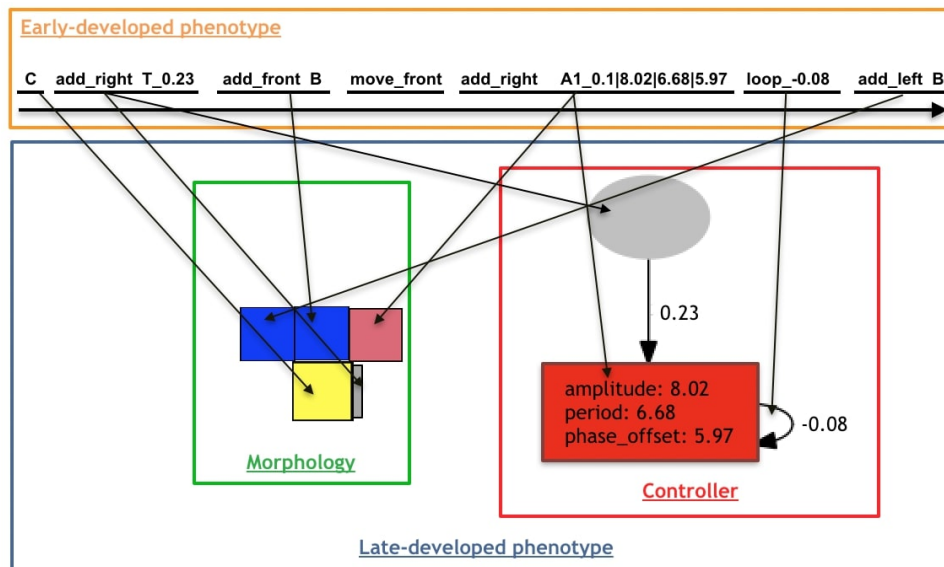 Early-developed phenotype
C add_right T_0.23 add_front B move_front add_right A1_0.1|8.02|6.68|5.97 loop_-0.08 add_left B
0.23
amplitude: 8.02
period: 6.68
phase_offset: 5.97
-0.08
Morphology
Controller
Late-developed phenotype